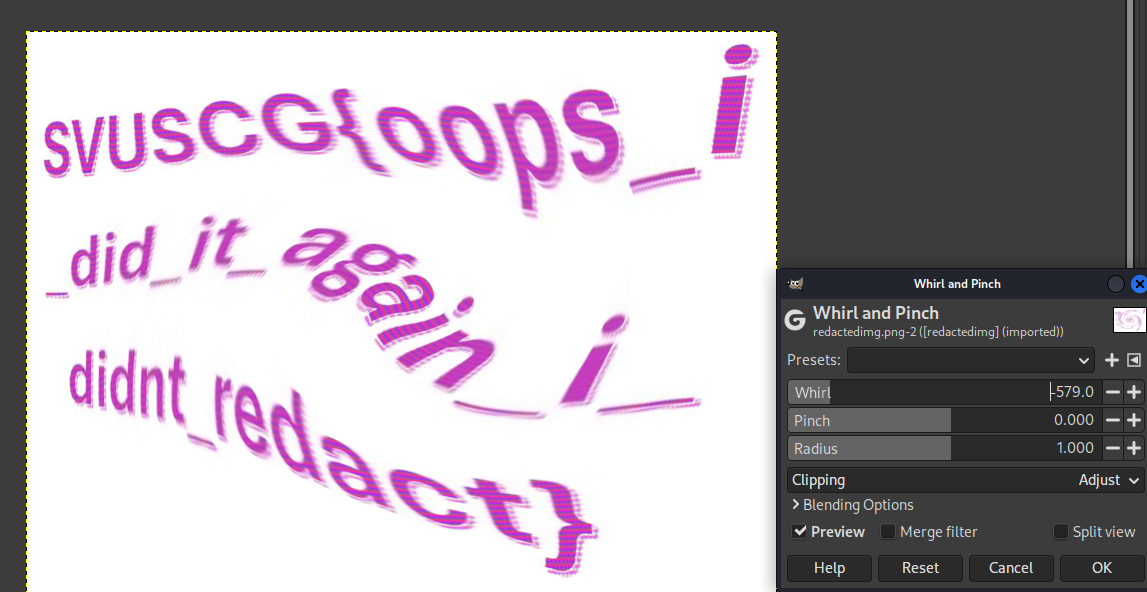 svuscg{oops_i
_did_it_again_i_
didnt_redact}
Whirl and Pinch
Whirl and Pinch
redactedimg.png-2 ([redactedimg] (imported))
Presets:
Whirl -579.0
Pinch 0.000
Radius 1.000
Clipping Adjust
Blending Options
Preview Merge filter Split view
Help Reset Cancel OK